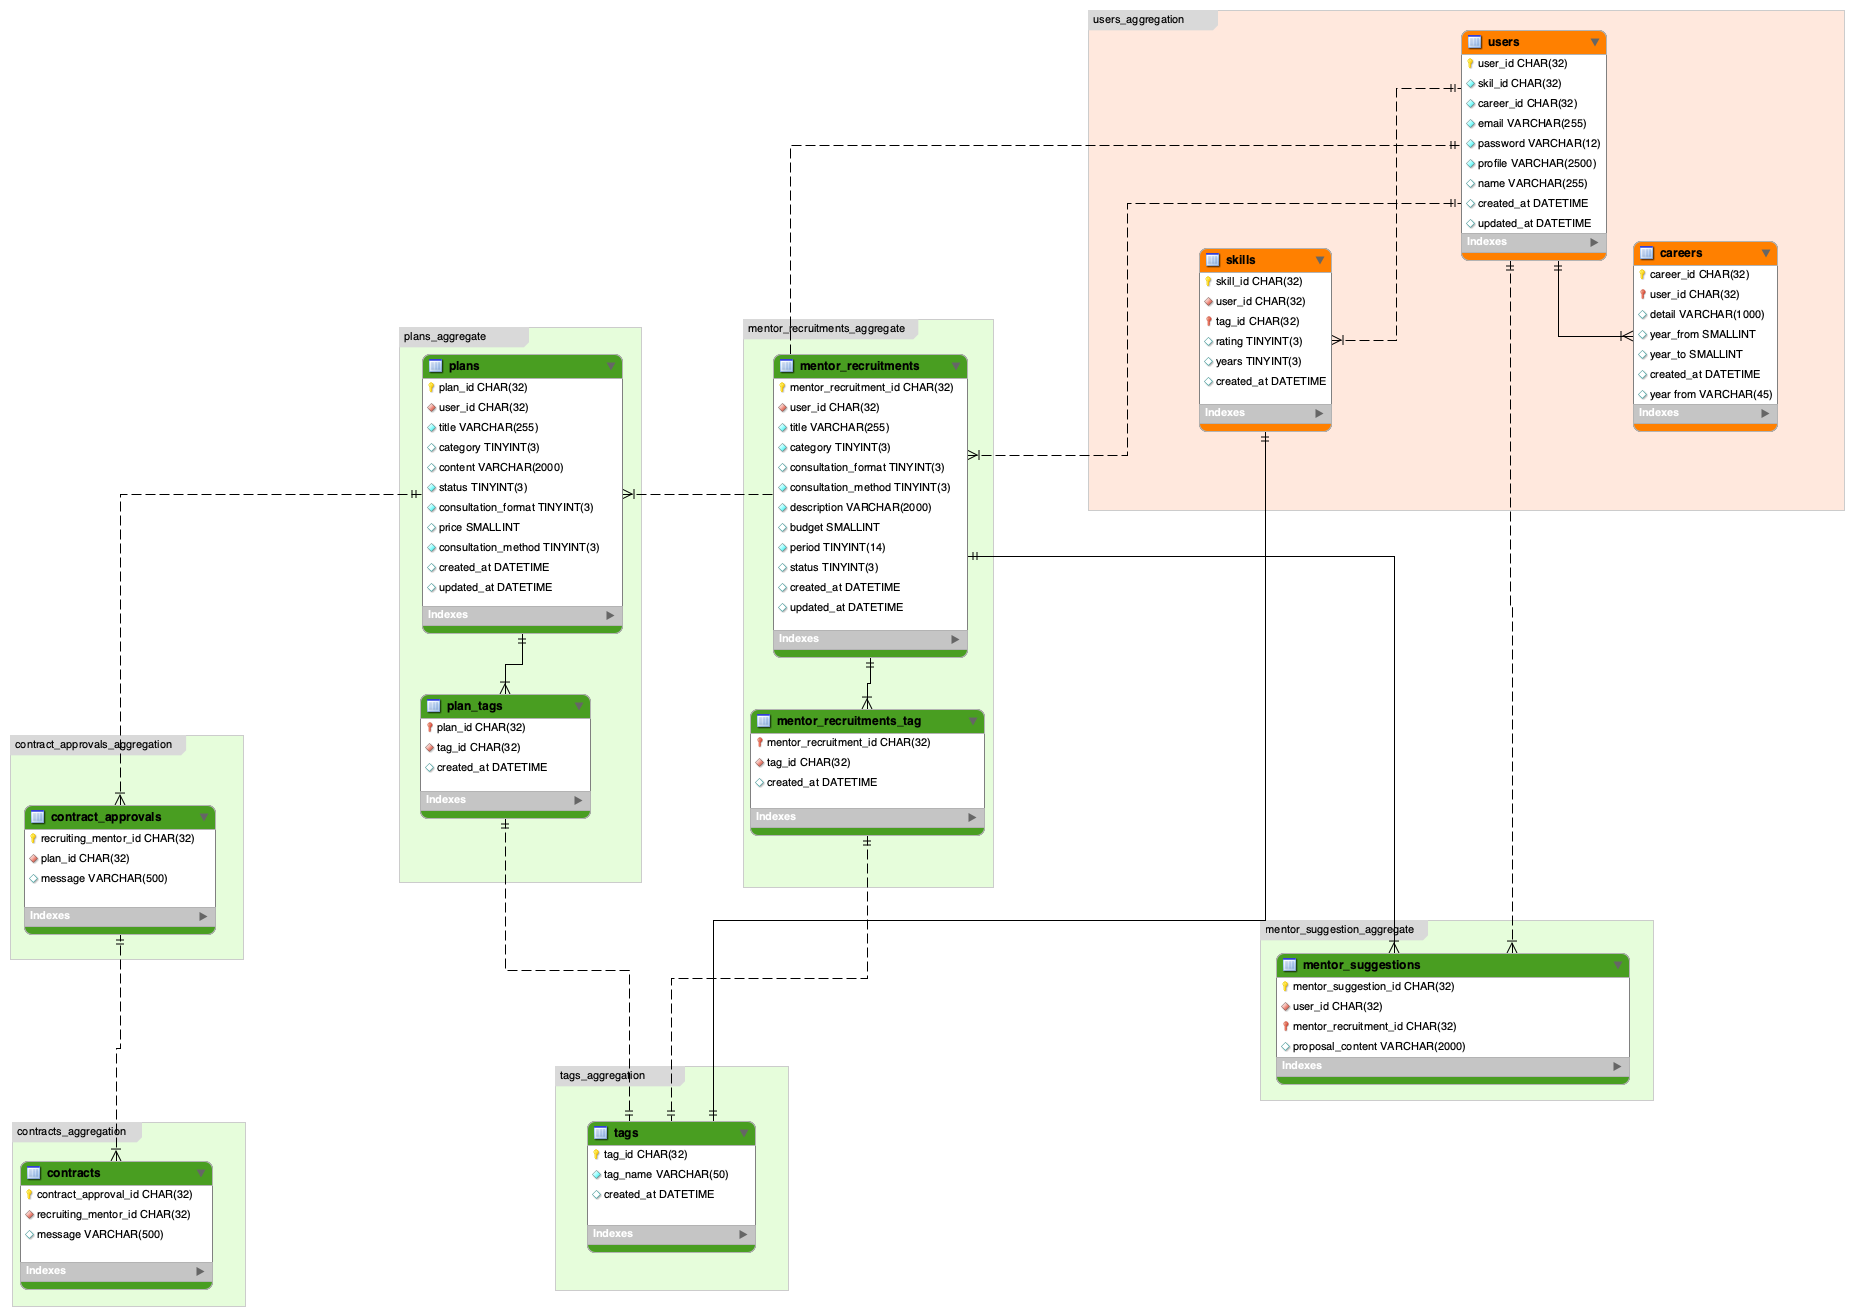 users_aggregation
users
user_id CHAR(32)
skil_id CHAR(32)
career_id CHAR(32)
email VARCHAR(255)
password VARCHAR(12)
profile VARCHAR(2500)
name VARCHAR(255)
created_at DATETIME
updated_at DATETIME
Indexes
skills
skill_id CHAR(32)
user_id CHAR(32)
tag_id CHAR(32)
rating TINYINT(3)
years TINYINT(3)
created_at DATETIME
Indexes
careers
career_id CHAR(32)
user_id CHAR(32)
detail VARCHAR(1000)
year_from SMALLINT
year_to SMALLINT
created_at DATETIME
year from VARCHAR(45)
Indexes
plans_aggregate
plans
plan_id CHAR(32)
user_id CHAR(32)
title VARCHAR(255)
category TINYINT(3)
content VARCHAR(2000)
status TINYINT(3)
consultation_format TINYINT(3)
price SMALLINT
consultation_method TINYINT(3)
created_at DATETIME
updated_at DATETIME
Indexes
plan_tags
plan_id CHAR(32)
tag_id CHAR(32)
created_at DATETIME
Indexes
mentor_recruitments_aggregate
mentor_recruitments
mentor_recruitment_id CHAR(32)
user_id CHAR(32)
title VARCHAR(255)
category TINYINT(3)
consultation_format TINYINT(3)
consultation_method TINYINT(3)
description VARCHAR(2000)
budget SMALLINT
period TINYINT(14)
status TINYINT(3)
created_at DATETIME
updated_at DATETIME
Indexes
mentor_recruitments_tag
mentor_recruitment_id CHAR(32)
tag_id CHAR(32)
created_at DATETIME
Indexes
contract_approvals_aggregation
contract_approvals
recruiting_mentor_id CHAR(32)
plan_id CHAR(32)
message VARCHAR(500)
Indexes
mentor_suggestion_aggregate
mentor_suggestions
mentor_suggestion_id CHAR(32)
user_id CHAR(32)
mentor_recruitment_id CHAR(32)
proposal_content VARCHAR(2000)
Indexes
tags_aggregation
tags
tag_id CHAR(32)
tag_name VARCHAR(50)
created_at DATETIME
Indexes
contracts_aggregation
contracts
contract_approval_id CHAR(32)
recruiting_mentor_id CHAR(32)
message VARCHAR(500)
Indexes